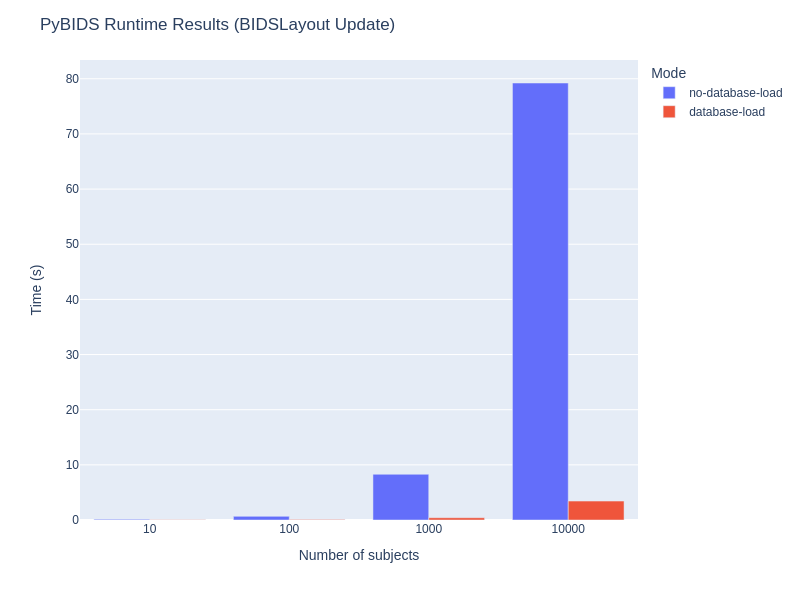 PyBIDS Runtime Results (BIDSLayout Update)
Mode
no-database-load
database-load
80
70
60
50
40
30
20
10
0
Time (s)
10
100
1000
10000
Number of subjects